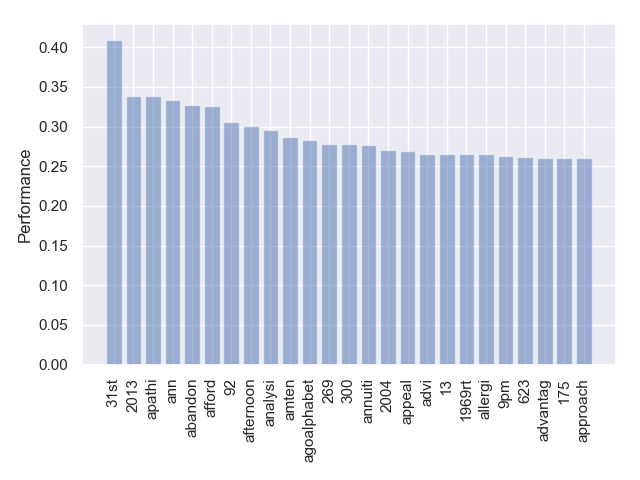 0.40
0.35
0.30
0.25
0.20
0.15
0.10
0.05
0.00
Performance
31st
2013
apathi
ann
abandon
afford
92
afternoon
analysi
amten
agoalphabet
269
300
annuiti
2004
appeal
advi
13
1969rt
allergi
9pm
623
advantag
175
approach